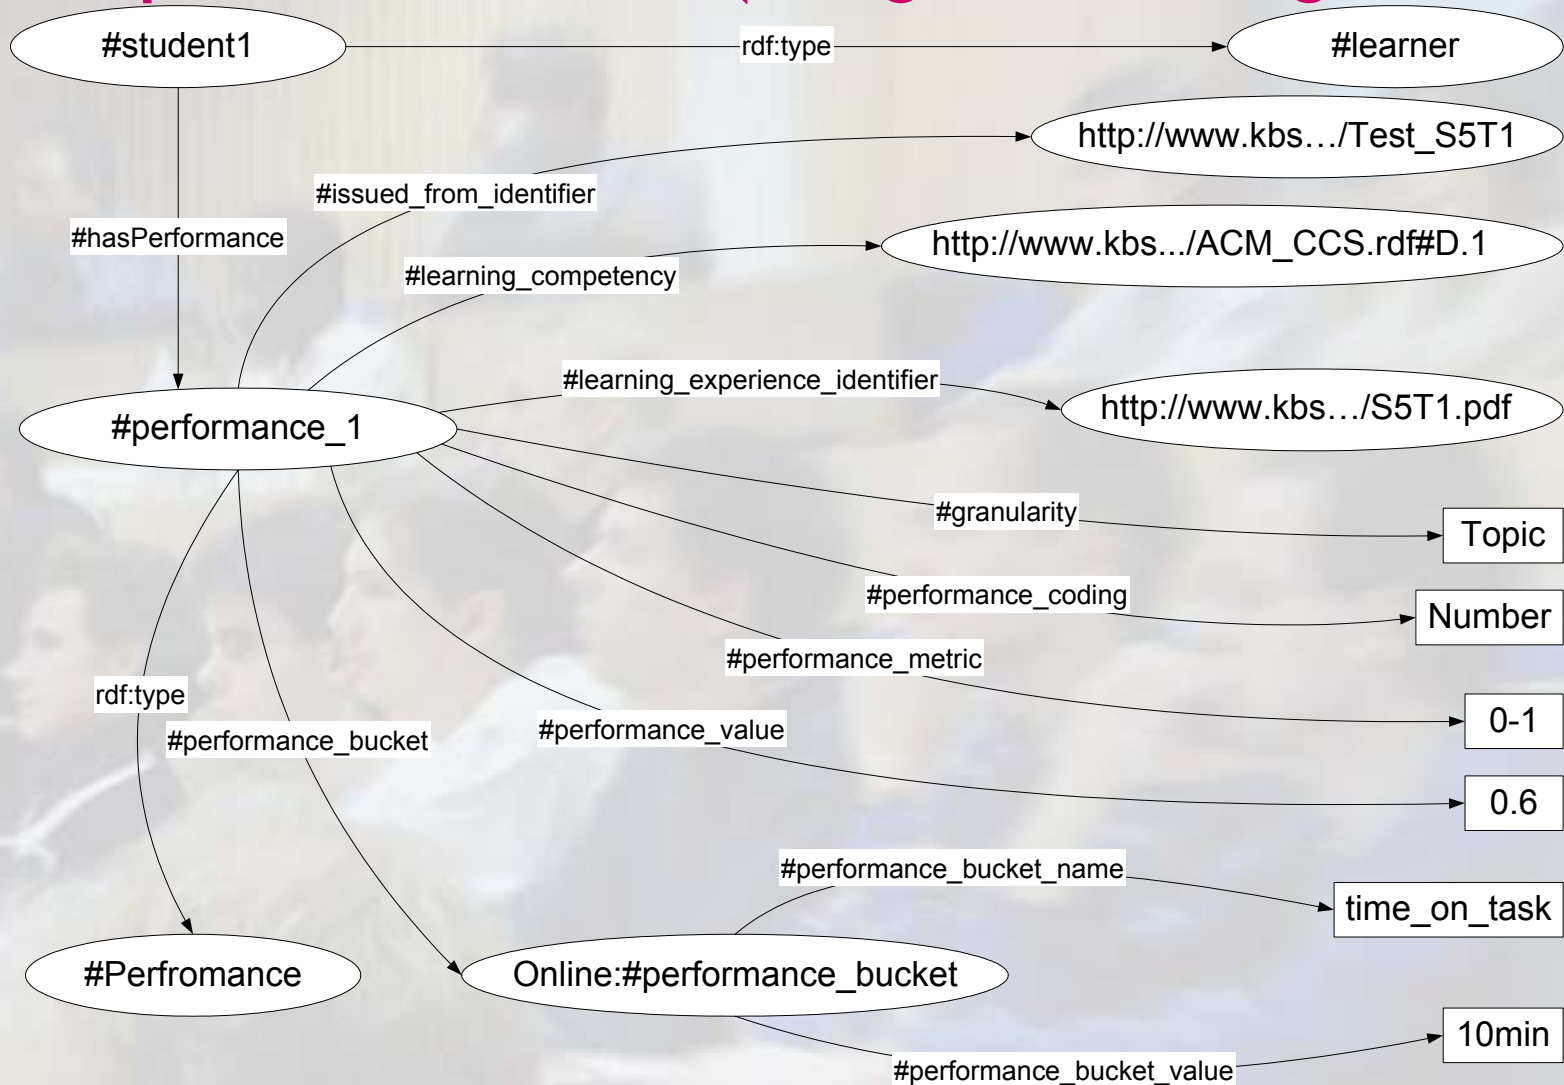 #student1
rdf:type
#learner
http://www.kbs…/Test_S5T1
#issued_from_identifier
#hasPerformance
http://www.kbs.../ACM_CCS.rdf#D.1
#learning_competency
#learning_experience_identifier
http://www.kbs…/S5T1.pdf
#performance_1
#granularity
Topic
#performance_coding
Number
#performance_metric
rdf:type
0-1
#performance_bucket
#performance_value
0.6
#performance_bucket_name
time_on_task
#Perfromance
Online:#performance_bucket
10min
#performance_bucket_value